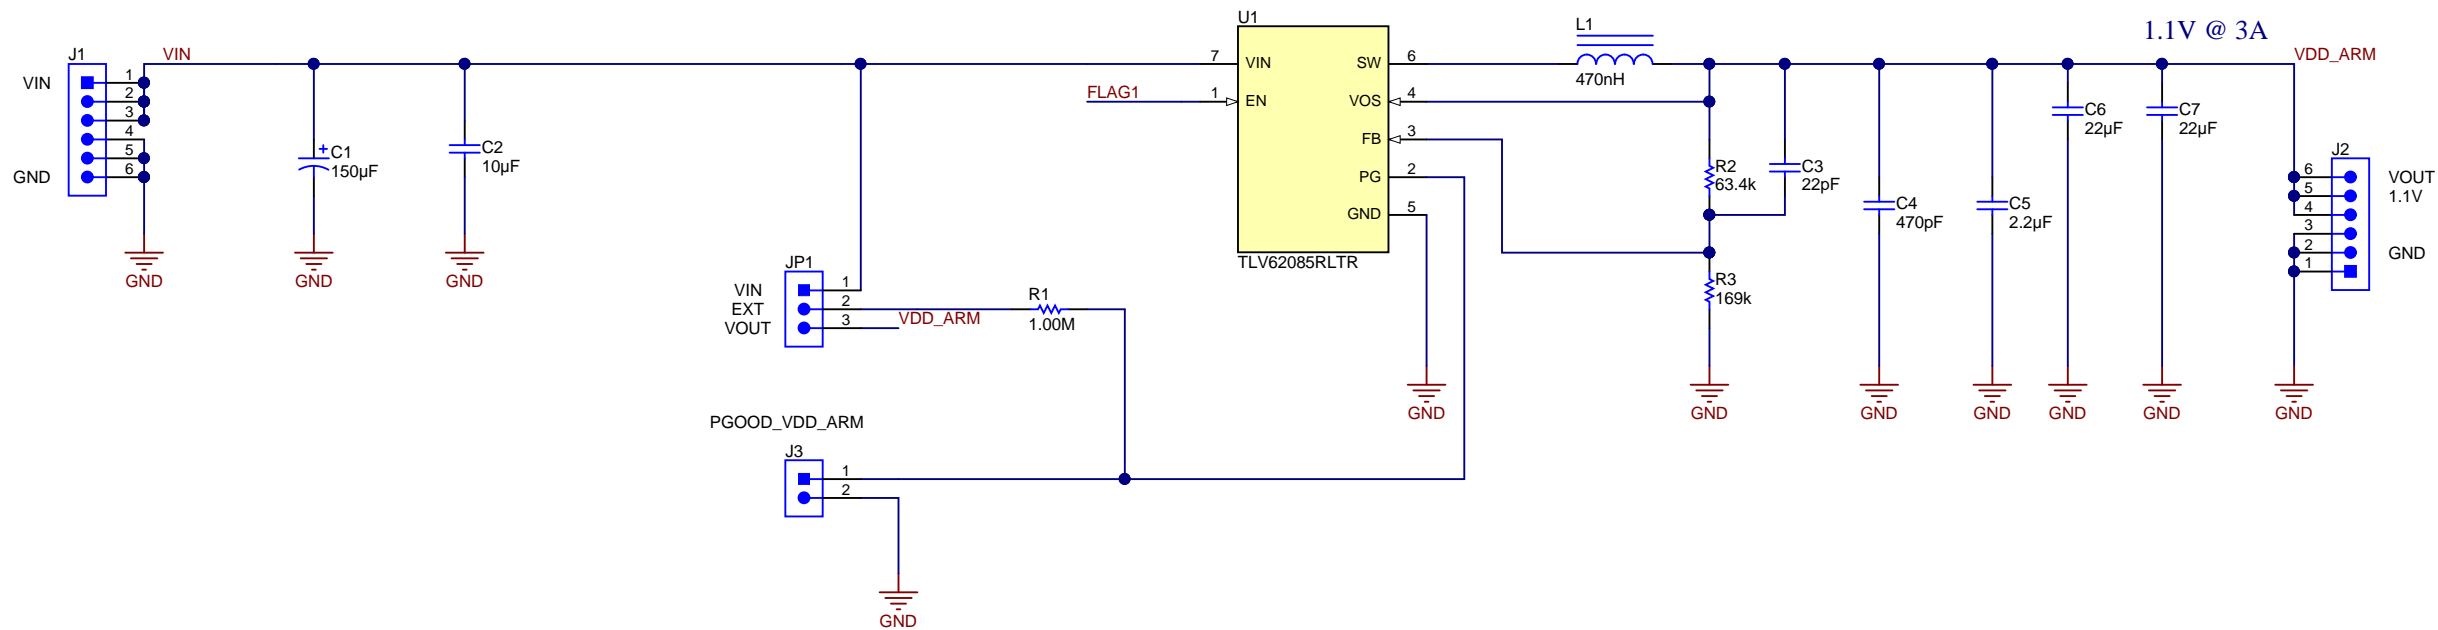 1.1V @ 3A
U1
L1
J1
VIN
VDD_ARM
VIN
1
2
3
4
5
6
GND
GND
+
C1
150µF
GND
C2
10µF
GND
FLAG1
7
1
VIN
EN
SW
VOS
FB
PG
GND
6
4
3
2
5
TLV62085RLTR
GND
470nH
R2
63.4k
C3
22pF
R3
169k
GND
C4
470pF
GND
C5
2.2µF
GND
C6
22µF
GND
C7
22µF
GND
J2
6
5
4
3
2
1
VOUT
1.1V
GND
GND
JP1
VIN
EXT
VOUT
1
2
3
VDD_ARM
R1
1.00M
PGOOD_VDD_ARM
J3
1
2
GND